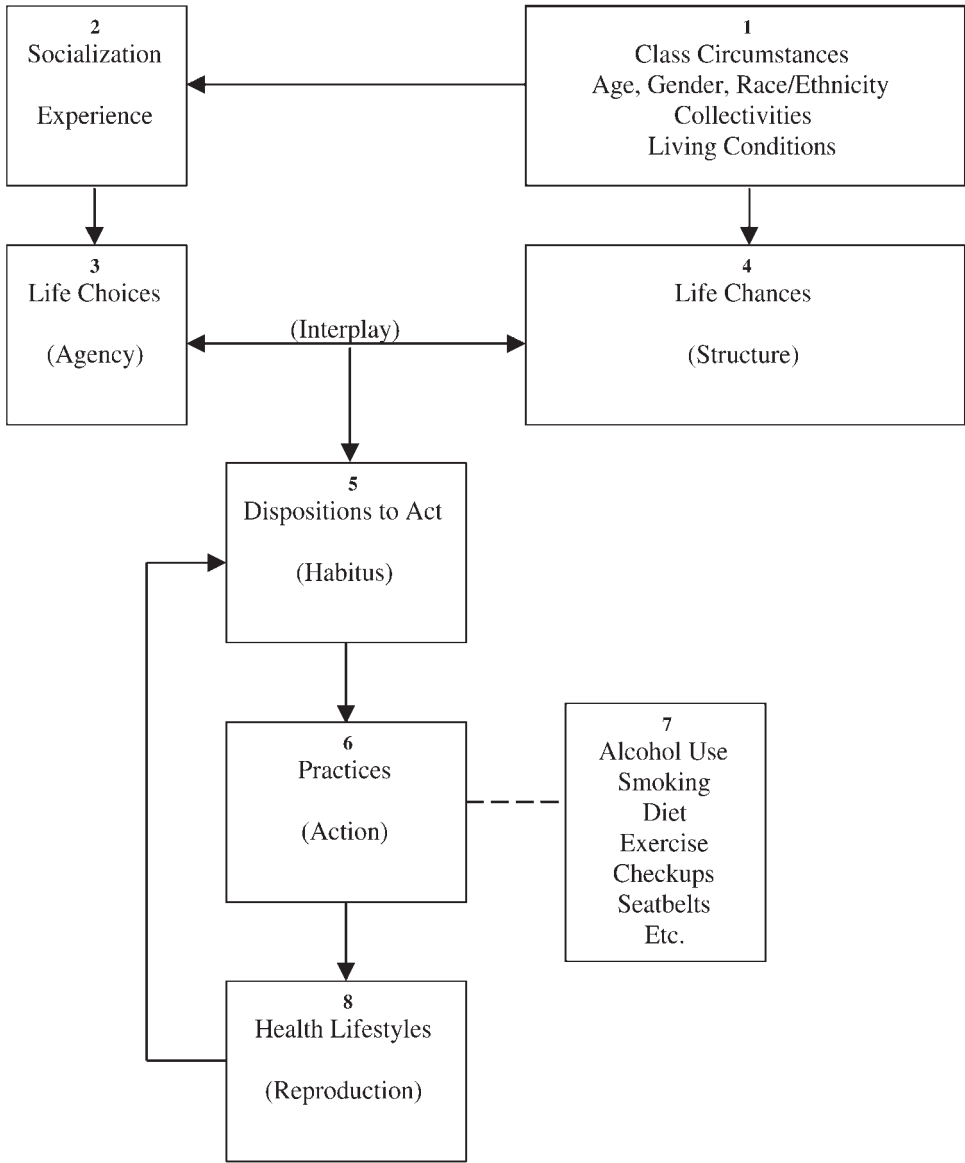 2
Socialization
Experience
1
Class Circumstances
Age, Gender, Race/Ethnicity
Collectivities
Living Conditions
3
Life Choices
(Agency)
(Interplay)
4
Life Chances
(Structure)
5
Dispositions to Act
(Habitus)
6
Practices
(Action)
7
Alcohol Use
Smoking
Diet
Exercise
Checkups
Seatbelts
Etc.
8
Health Lifestyles
(Reproduction)